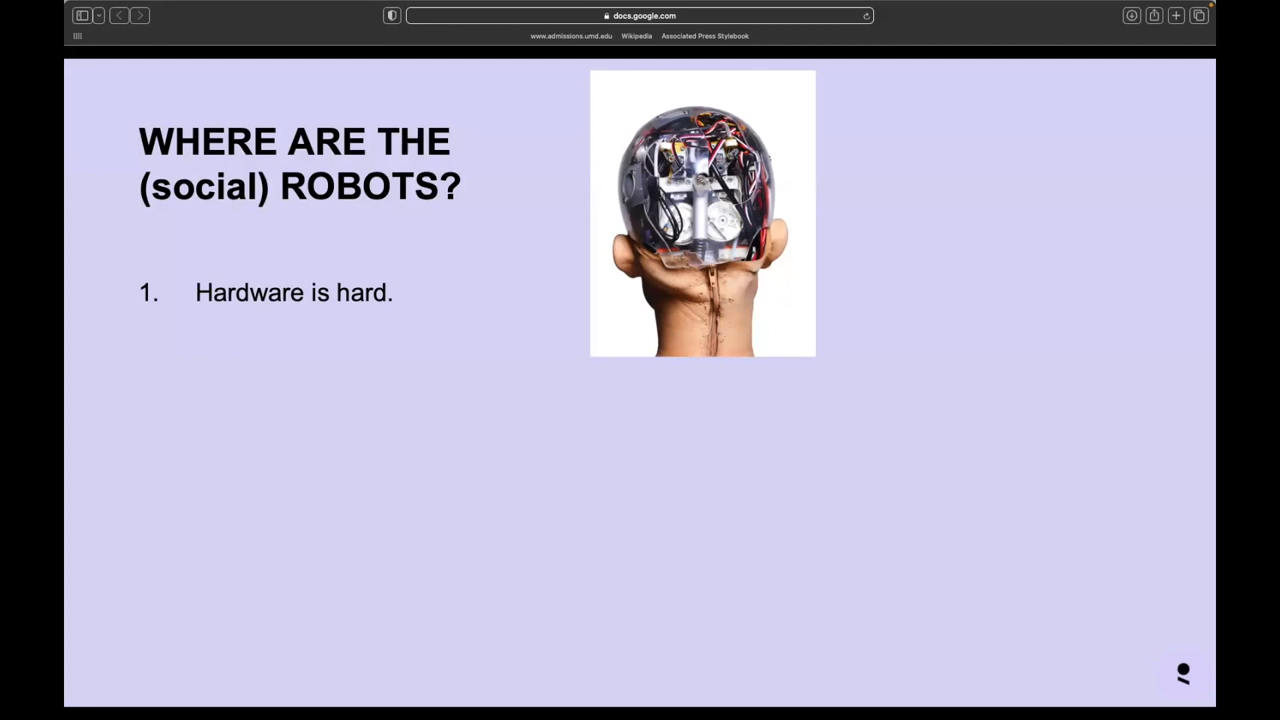 docs.google.com
www.admissions.umd.edu Wikipedia Associated Press Stylebook
WHERE ARE THE
(social) ROBOTS?
1. Hardware is hard.